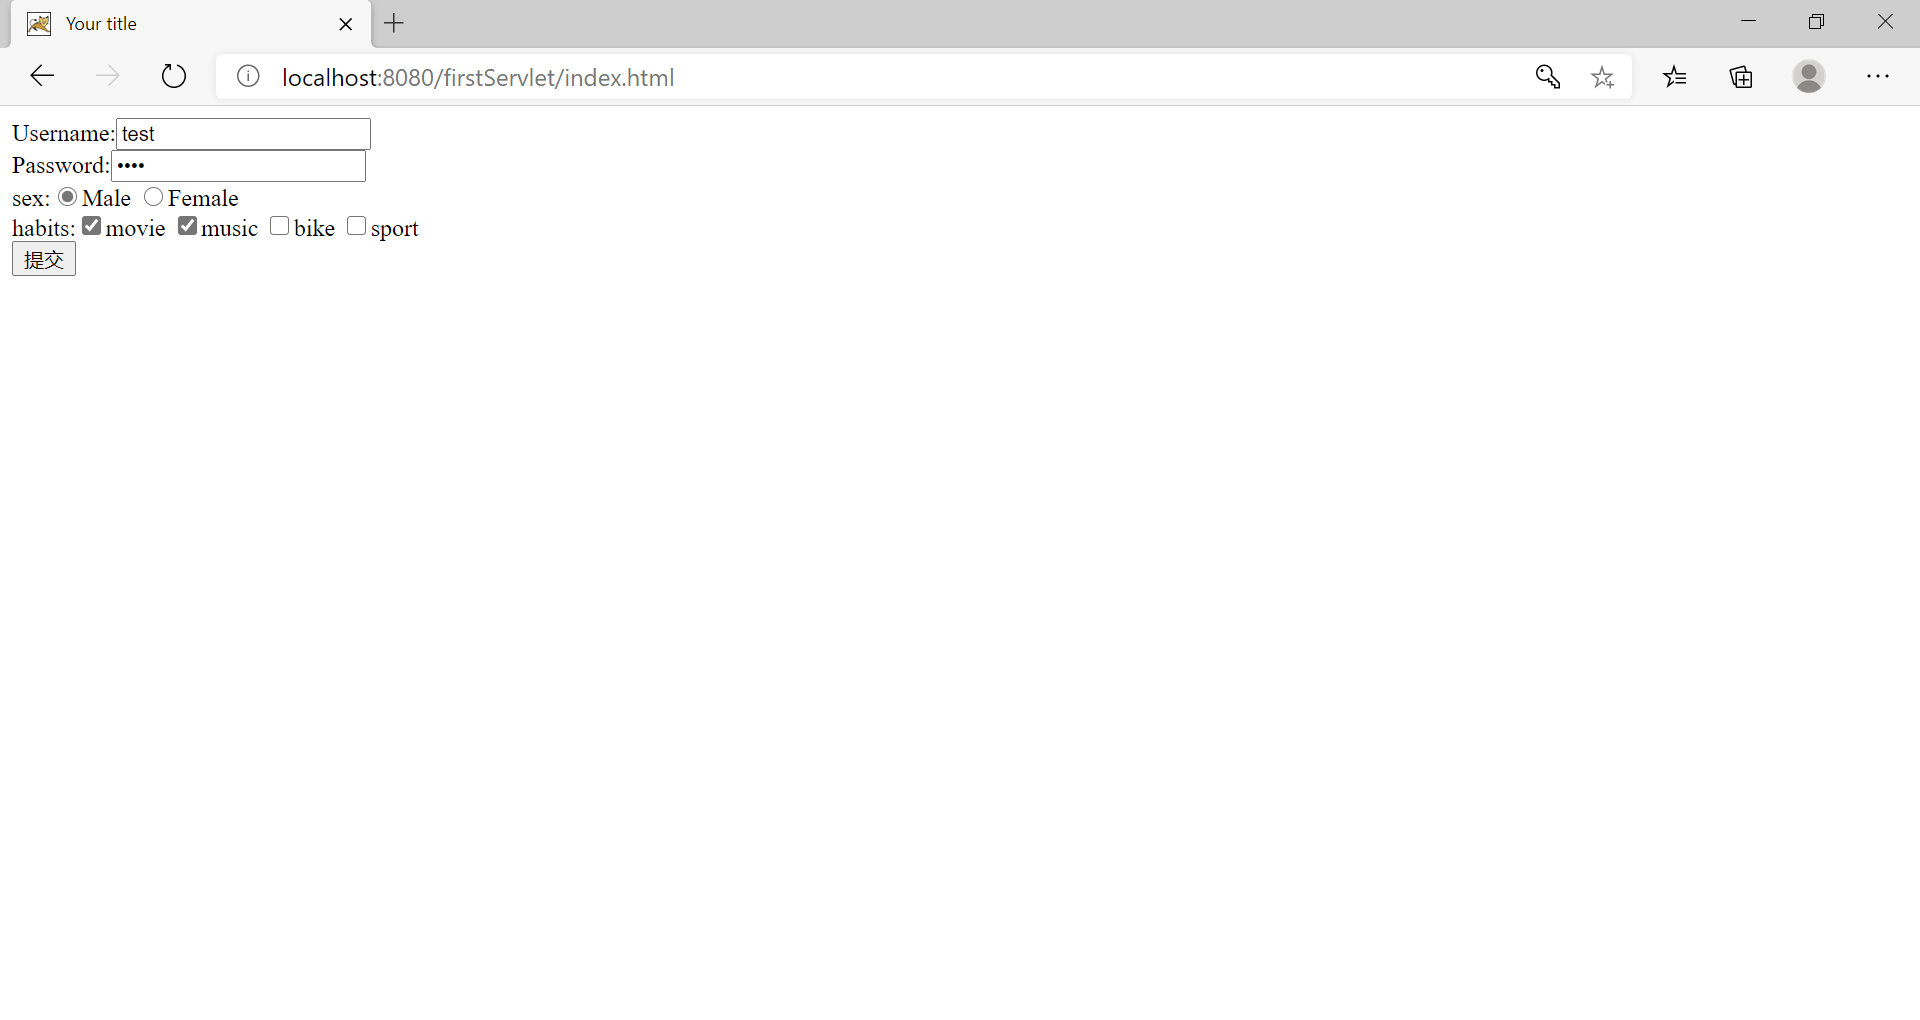 Your title
localhost:8080/firstServlet/index.html
Username: test
Password: ••••
sex: Male Female
habits: movie music bike sport
提交